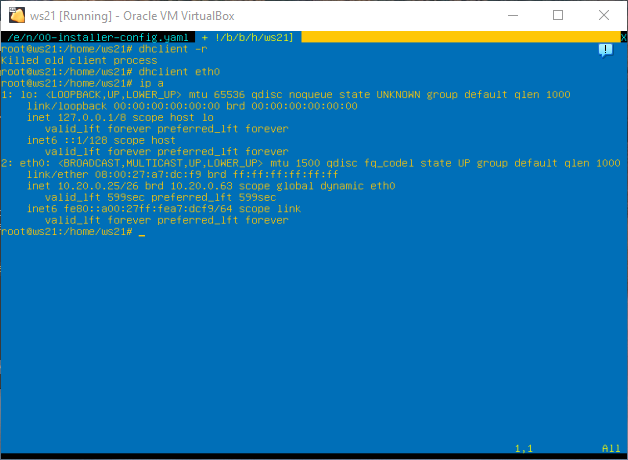 ws21 [Running] - Oracle VM VirtualBox
/e/n/00-installer-config.yaml + !/b/b/h/ws21] X
root@ws21:/home/ws21# dhclient -r
Killed old client process
root@ws21:/home/ws21# dhclient eth0
root@ws21:/home/ws21# ip a
1: lo: <LOOPBACK,UP,LOWER_UP> mtu 65536 qdisc noqueue state UNKNOWN group default qlen 1000
link/loopback 00:00:00:00:00:00 brd 00:00:00:00:00:00
inet 127.0.0.1/8 scope host lo
valid_lft forever preferred_lft forever
inet6 ::1/128 scope host
valid_lft forever preferred_lft forever
2: eth0: <BROADCAST,MULTICAST,UP,LOWER_UP> mtu 1500 qdisc fq_codel state UP group default qlen 1000
link/ether 08:00:27:a7:dc:f9 brd ff:ff:ff:ff:ff:ff
inet 10.20.0.25/26 brd 10.20.0.63 scope global dynamic eth0
valid_lft 599sec preferred_lft 599sec
inet6 fe80::a00:27ff:fea7:dcf9/64 scope link
valid_lft forever preferred_lft forever
root@ws21:/home/ws21# _
1,1 All